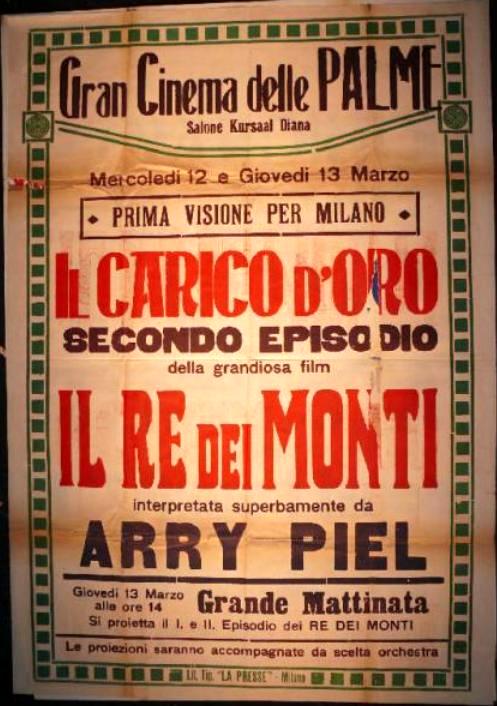 Gran Cinema delle PALME
Salone Kursaal Diana
Mercoledi 12 e Giovedi 13 Marzo
PRIMA VISIONE PER MILANO
IL CARICO D'ORO
SECONDO EPISODIO
della grandiosa film
IL RE DEI MONTI
interpretata superbamente da
ARRY PIEL
Giovedi 13 Marzo
alle ore 14
Grande Mattinata
Si proietta il I. e II. Episodio dei RE DEI MONTI
Le proiezioni saranno accompagnate da scelta orchestra
Lit. Tip. "LA PRESSE" - Milano